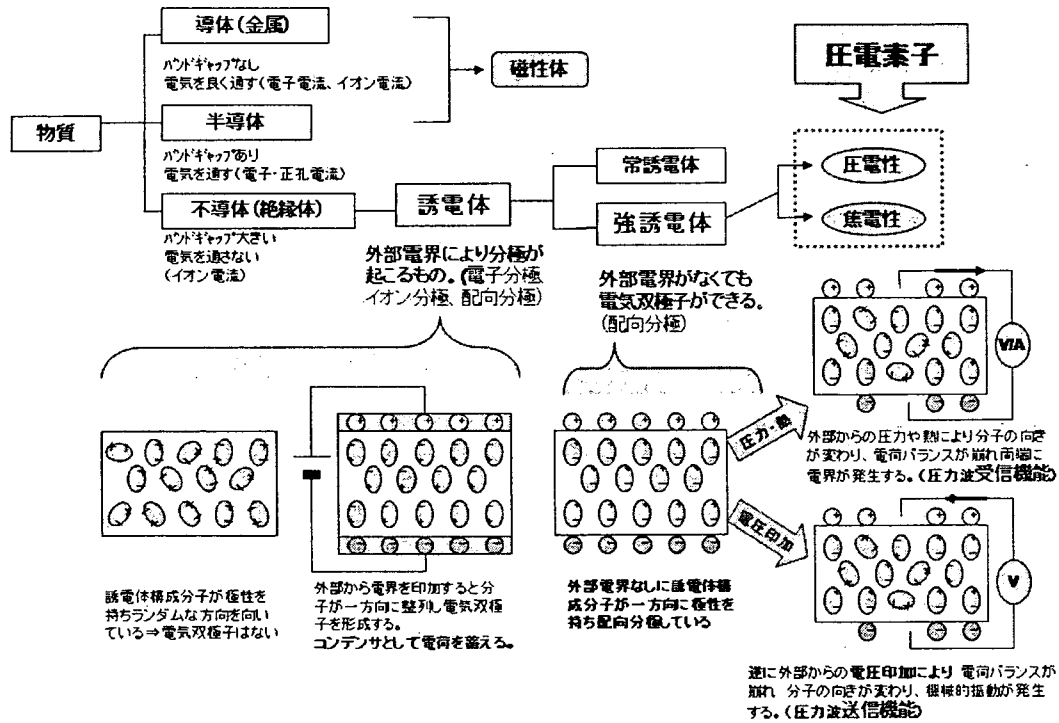 導体(金属)
バンドギャップなし
電気を良く通す(電子電流、イオン電流)
磁性体
圧電素子
物質
半導体
バンドギャップあり
電気を通す(電子・正孔電流)
不導体(絶縁体)
バンドギャップ大きい
電気を通さない
(イオン電流)
誘電体
外部電界により分極が
起こるもの。(電子分極、
イオン分極、配向分極)
常誘電体
強誘電体
外部電界がなくても
電気双極子ができる。
(配向分極)
圧電性
焦電性
誘電体構成分子が極性を
持ちランダムな方向を向い
ている⇒電気双極子はない
外部から電界を印加すると分
子が一方向に整列し電気双極
子を形成する。
コンデンサとして電荷を蓄える。
外部電界なしに誘電体構
成分子が一方向に極性を
持ち配向分極している
圧力・熱
V/A
外部からの圧力や熱により分子の向き
が変わり、電荷バランスが崩れ両端に
電界が発生する。(圧力波受信機能)
電圧印加
V
逆に外部からの電圧印加により 電荷バランスが
崩れ 分子の向きが変わり、機械的振動が発生
する。(圧力波送信機能)